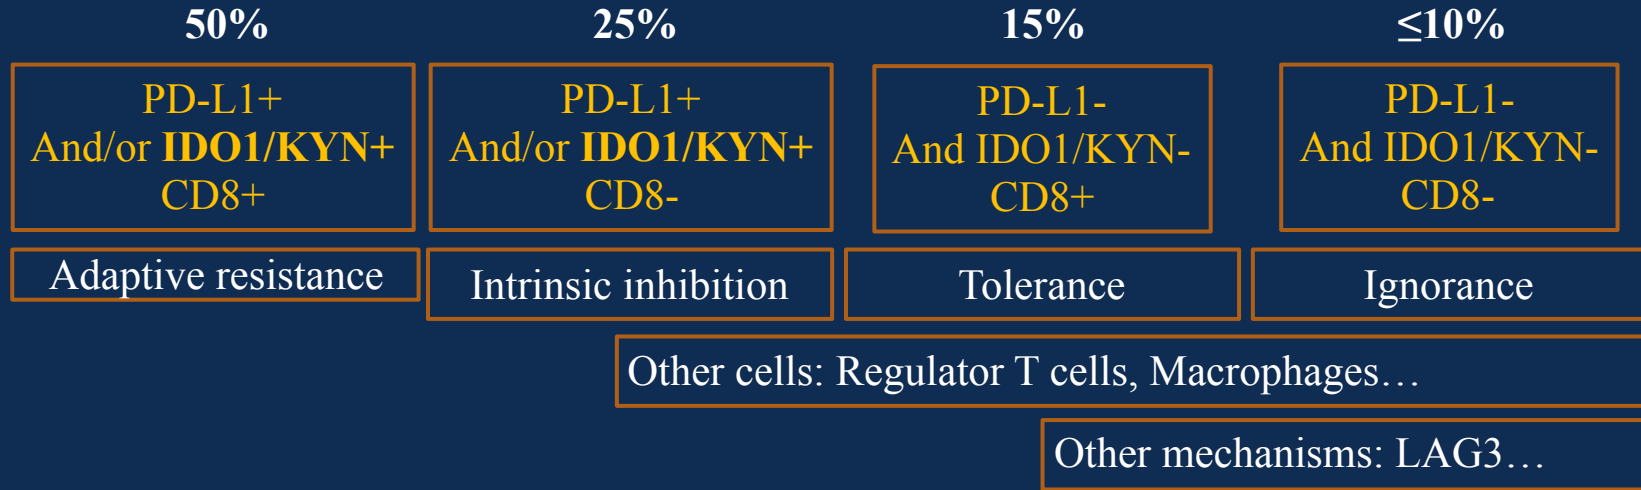 50%
25%
15%
≤10%
PD-L1+
And/or IDO1/KYN+
CD8+
PD-L1+
And/or IDO1/KYN+
CD8-
PD-L1-
And IDO1/KYN-
CD8+
PD-L1-
And IDO1/KYN-
CD8-
Adaptive resistance
Intrinsic inhibition
Tolerance
Ignorance
Other cells: Regulator T cells, Macrophages…
Other mechanisms: LAG3…